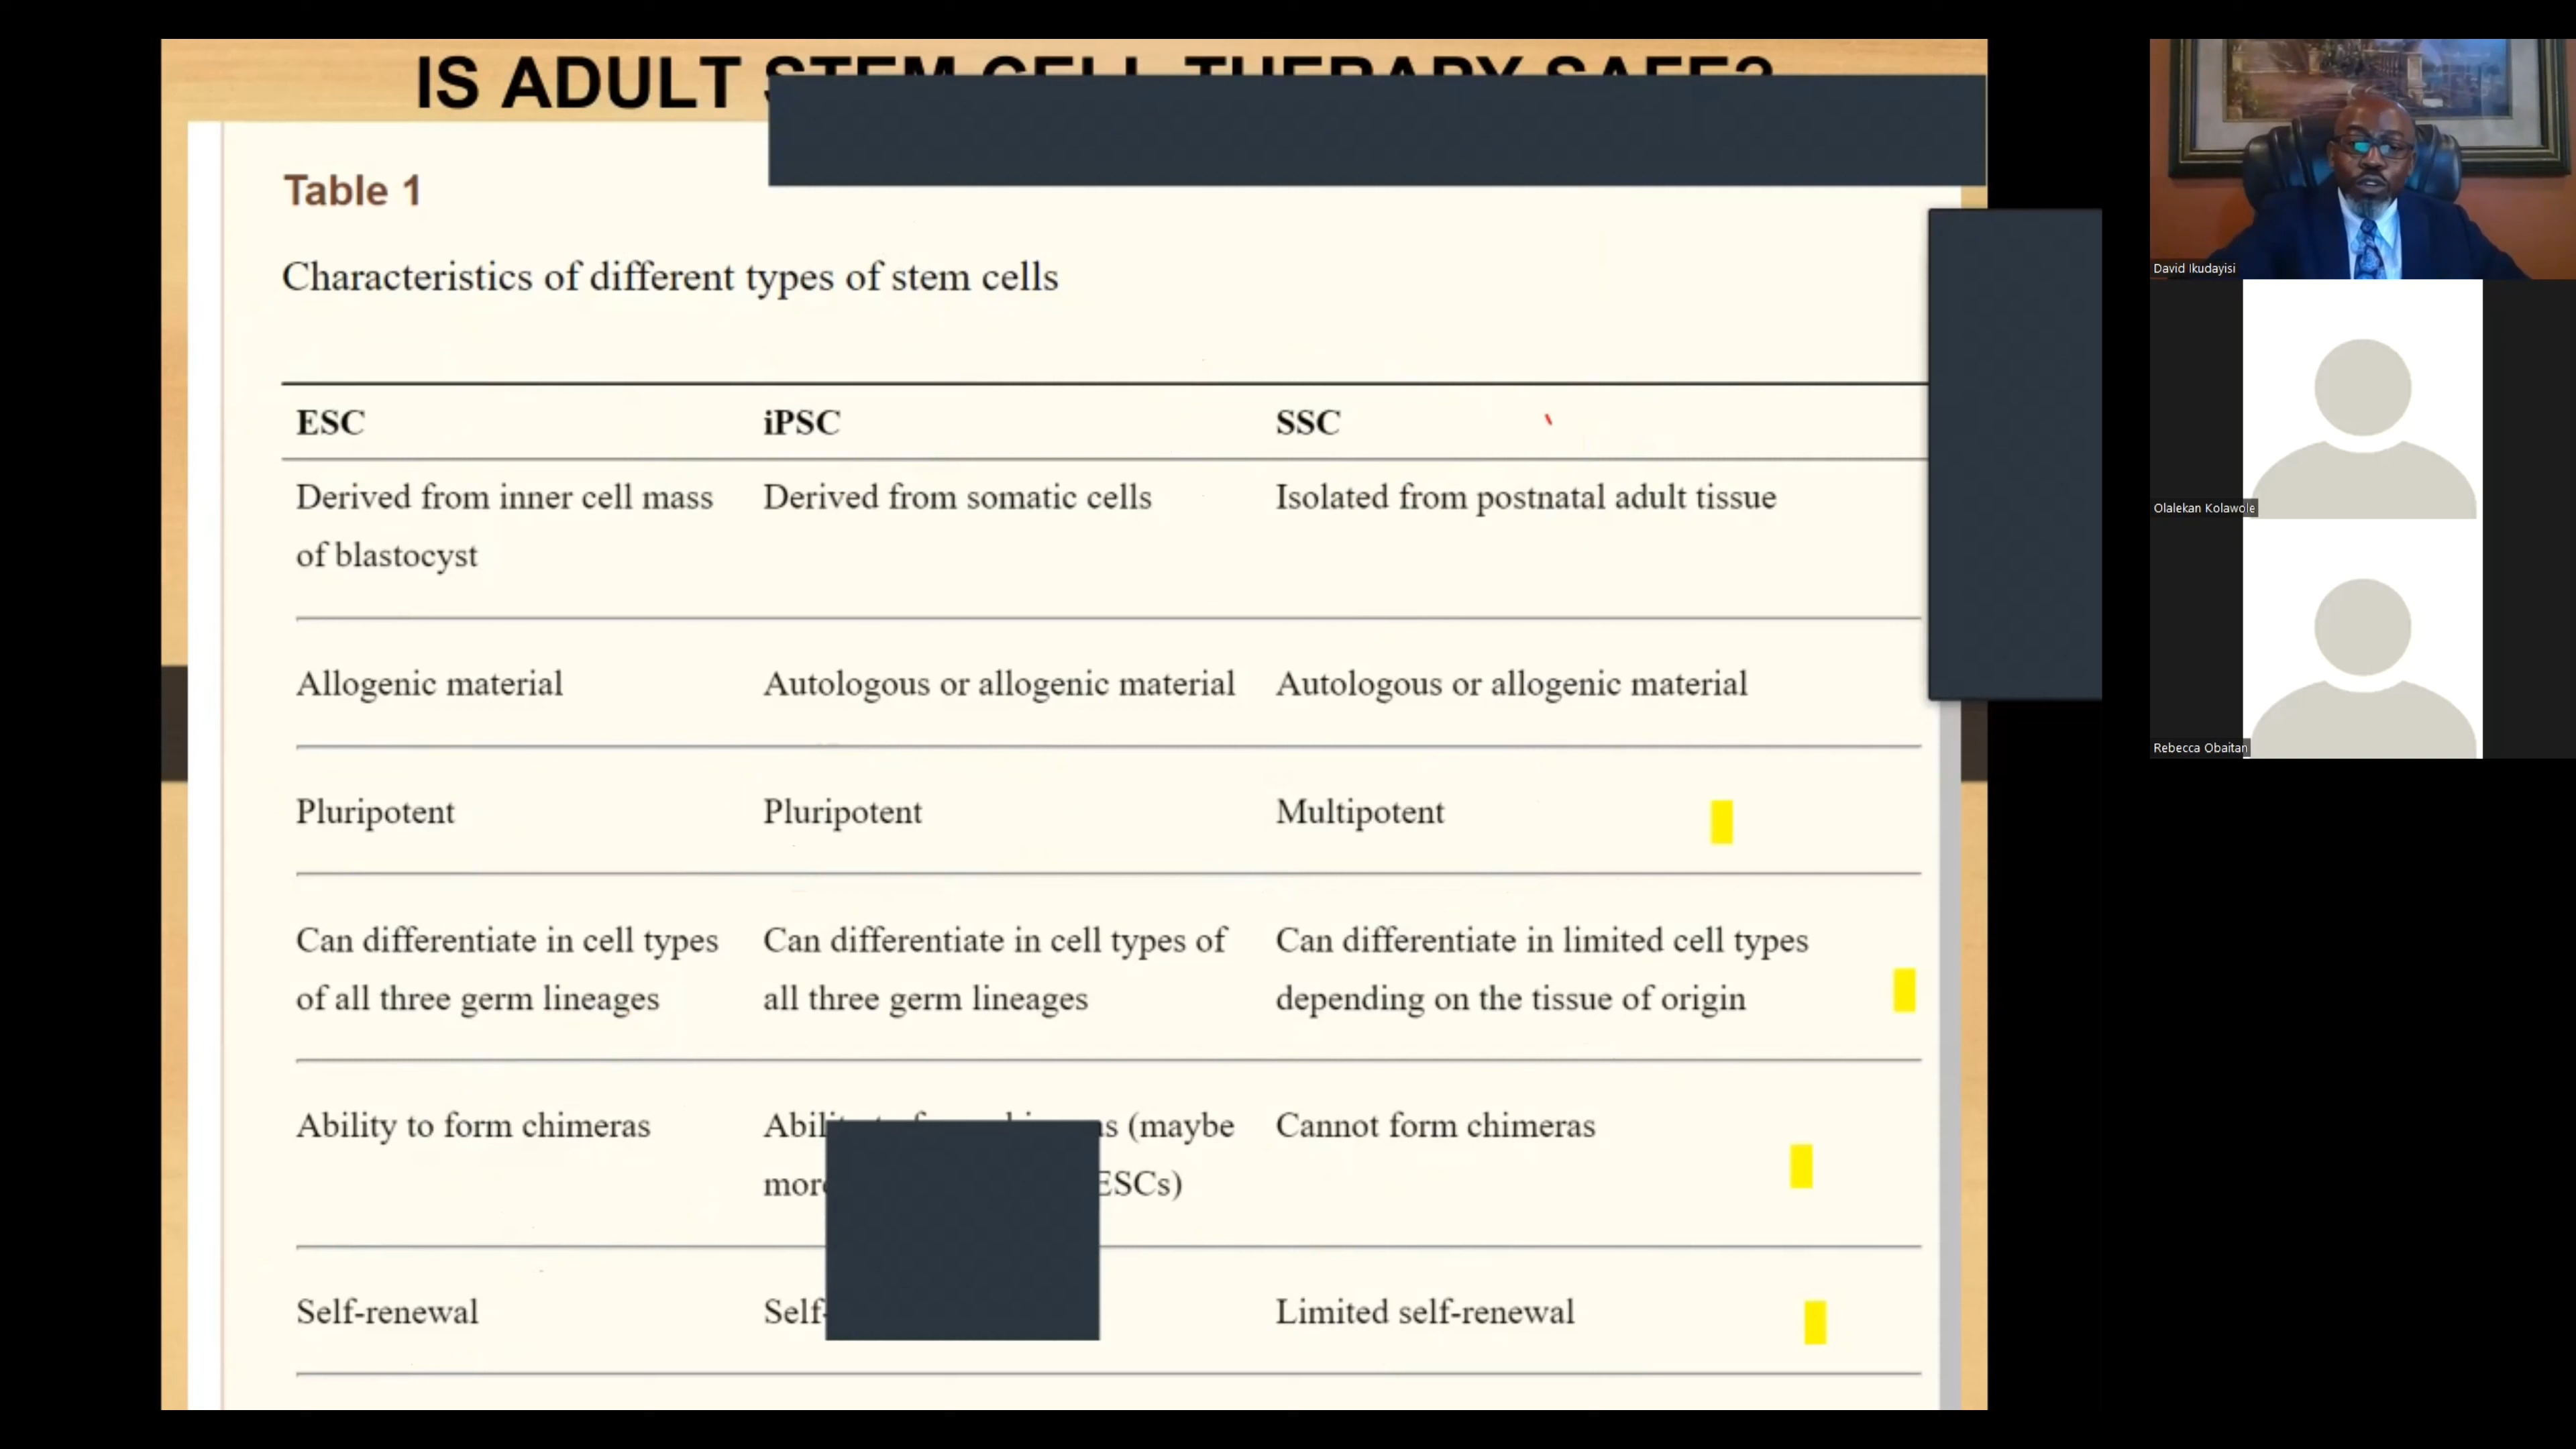 IS ADULT STEM CELL THERAPY SAFE?
Table 1
Characteristics of different types of stem cells
ESC iPSC SSC
Derived from inner cell mass
of blastocyst
Derived from somatic cells
Isolated from postnatal adult tissue
Allogenic material
Autologous or allogenic material
Autologous or allogenic material
Pluripotent
Pluripotent
Multipotent
Can differentiate in cell types
of all three germ lineages
Can differentiate in cell types of
all three germ lineages
Can differentiate in limited cell types
depending on the tissue of origin
Ability to form chimeras
(maybe
ESCs)
Cannot form chimeras
Self-renewal
Self-
Limited self-renewal
David Ikudayisi
Olalekan Kolawole
Rebecca Obaitan